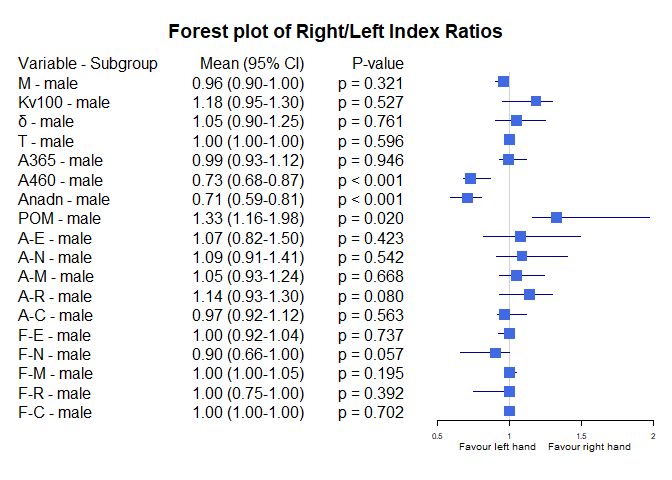 Forest plot of Right/Left Index Ratios
Variable - Subgroup Mean (95% CI) P-value
M - male 0.96 (0.90-1.00) p = 0.321
Kv100 - male 1.18 (0.95-1.30) p = 0.527
δ - male 1.05 (0.90-1.25) p = 0.761
T - male 1.00 (1.00-1.00) p = 0.596
A365 - male 0.99 (0.93-1.12) p = 0.946
A460 - male 0.73 (0.68-0.87) p < 0.001
Anadn - male 0.71 (0.59-0.81) p < 0.001
POM - male 1.33 (1.16-1.98) p = 0.020
A-E - male 1.07 (0.82-1.50) p = 0.423
A-N - male 1.09 (0.91-1.41) p = 0.542
A-M - male 1.05 (0.93-1.24) p = 0.668
A-R - male 1.14 (0.93-1.30) p = 0.080
A-C - male 0.97 (0.92-1.12) p = 0.563
F-E - male 1.00 (0.92-1.04) p = 0.737
F-N - male 0.90 (0.66-1.00) p = 0.057
F-M - male 1.00 (1.00-1.05) p = 0.195
F-R - male 1.00 (0.75-1.00) p = 0.392
F-C - male 1.00 (1.00-1.00) p = 0.702
0.5 1 1.5 2
Favour left hand Favour right hand